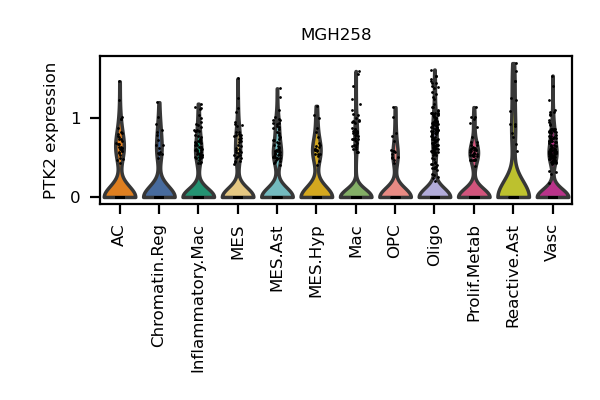 MGH258
PTK2 expression
1
0
AC
Chromatin.Reg
Inflammatory.Mac
MES
MES.Ast
MES.Hyp
Mac
OPC
Oligo
Prolif.Metab
Reactive.Ast
Vasc